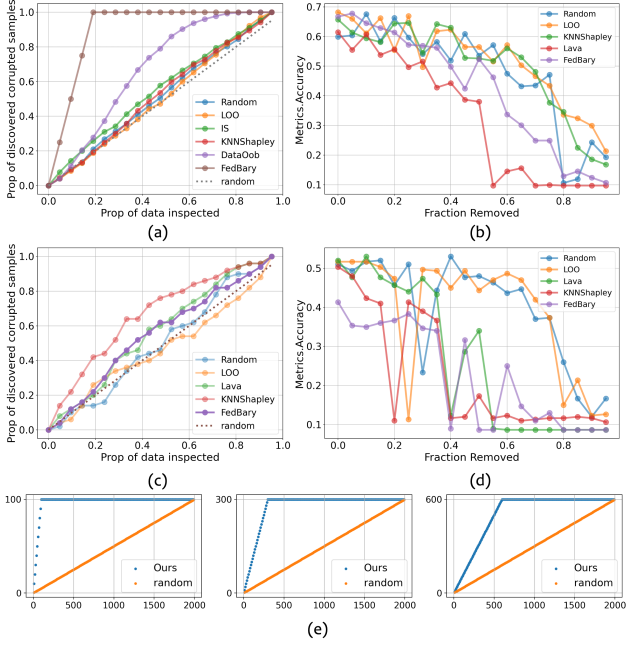 Prop of discovered corrupted samples
1.0
0.8
0.6
0.4
0.2
0.0
0.0
0.2
0.4
0.6
0.8
1.0
Prop of data inspected
Random
LOO
IS
KNNShapley
DataOob
FedBary
random
(a)
Metrics.Accuracy
0.7
0.6
0.5
0.4
0.3
0.2
0.1
0.0
0.2
0.4
0.6
0.8
Fraction Removed
Random
LOO
KNNShapley
Lava
FedBary
(b)
Prop of discovered corrupted samples
1.0
0.8
0.6
0.4
0.2
0.0
0.0
0.2
0.4
0.6
0.8
1.0
Prop of data inspected
Random
LOO
Lava
KNNShapley
FedBary
random
(c)
Metrics.Accuracy
0.5
0.4
0.3
0.2
0.1
0.0
0.2
0.4
0.6
0.8
Fraction Removed
Random
LOO
Lava
KNNShapley
FedBary
(d)
100
0
0
500
1000
1500
2000
Ours
random
300
0
0
500
1000
1500
2000
Ours
random
600
0
0
500
1000
1500
2000
Ours
random
(e)